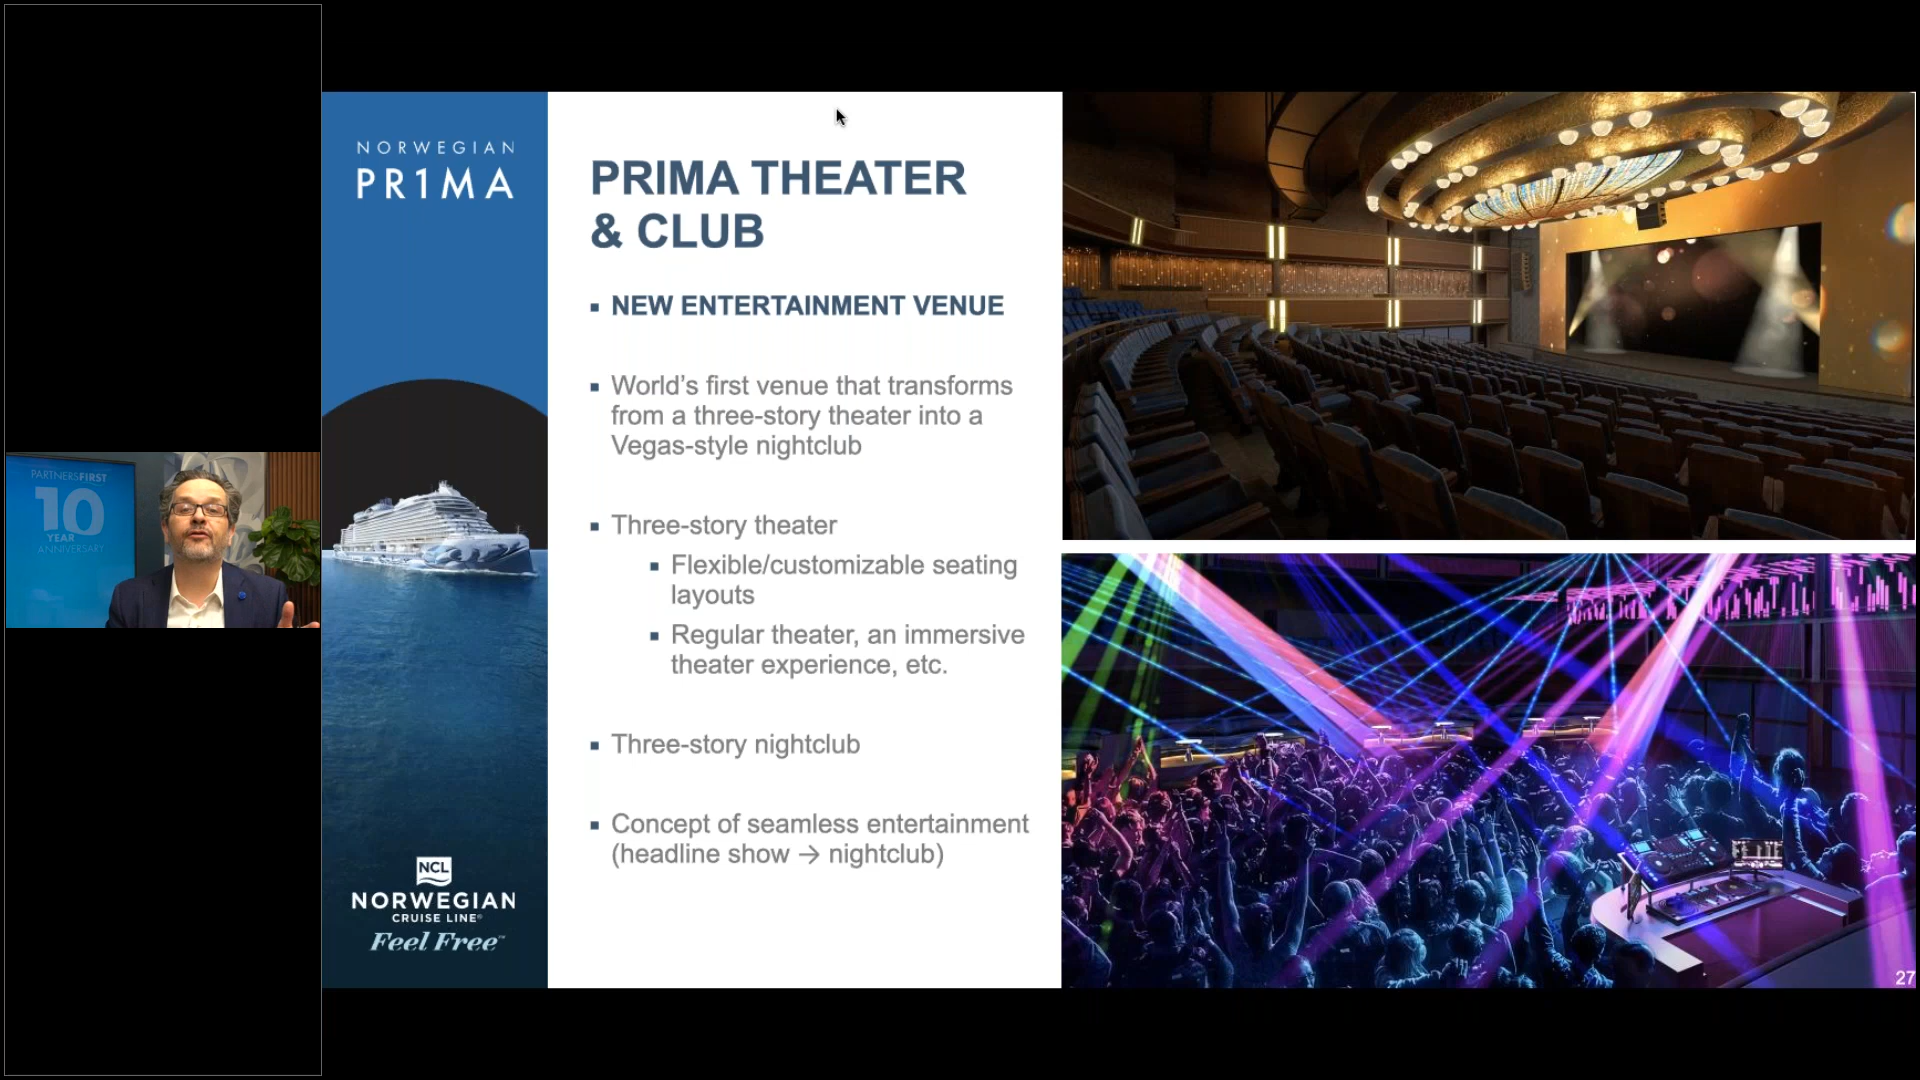 PARTNERSFIRST
10
YEAR
ANNIVERSARY
NORWEGIAN
PR1MA
NCL
NORWEGIAN
CRUISE LINE®
Feel Free™
PRIMA THEATER
& CLUB
▪ NEW ENTERTAINMENT VENUE
▪ World’s first venue that transforms
from a three-story theater into a
Vegas-style nightclub
▪ Three-story theater
▪ Flexible/customizable seating
layouts
▪ Regular theater, an immersive
theater experience, etc.
▪ Three-story nightclub
▪ Concept of seamless entertainment
(headline show → nightclub)
27